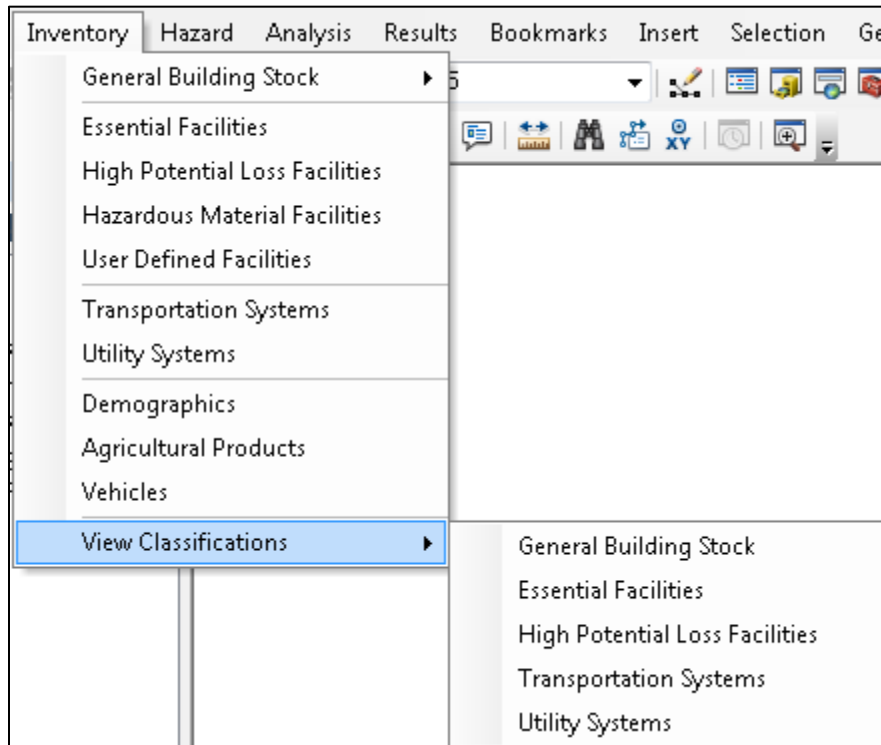 Inventory Hazard Analysis Results Bookmarks Insert Selection Ge
General Building Stock
Essential Facilities
High Potential Loss Facilities
Hazardous Material Facilities
User Defined Facilities
Transportation Systems
Utility Systems
Demographics
Agricultural Products
Vehicles
View Classifications
General Building Stock
Essential Facilities
High Potential Loss Facilities
Transportation Systems
Utility Systems
XY